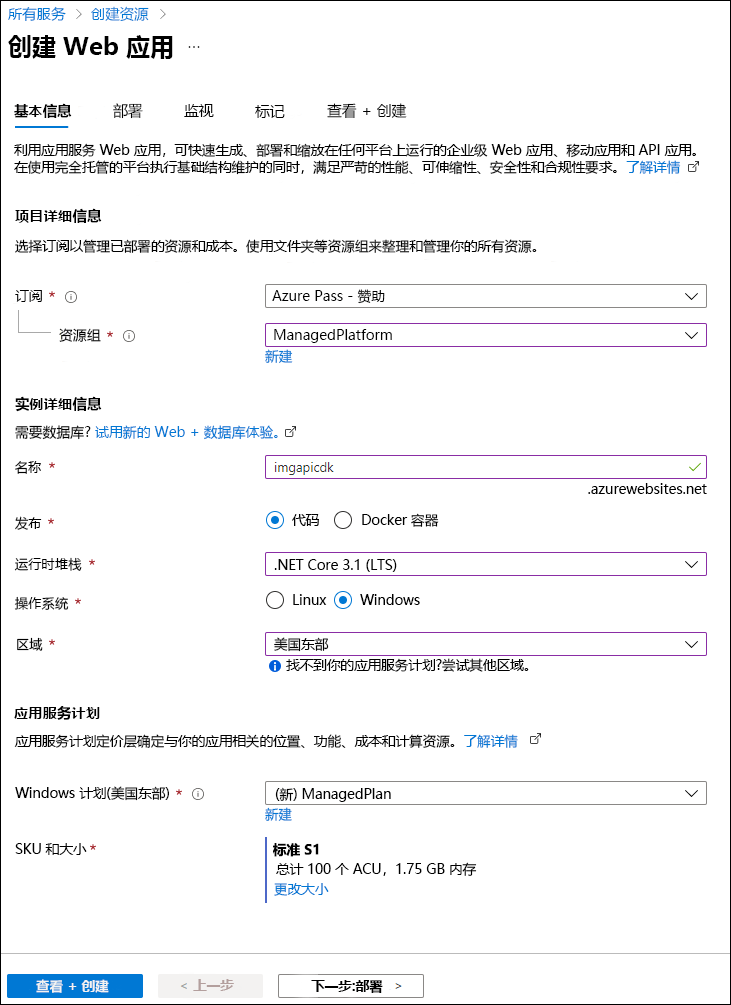 所有服务 > 创建资源 >
创建 Web 应用 ...
基本信息 部署 监视 标记 查看 + 创建
利用应用服务 Web 应用，可快速生成、部署和缩放在任何平台上运行的企业级 Web 应用、移动应用和 API 应用。
在使用完全托管的平台执行基础结构维护的同时，满足严苛的性能、可伸缩性、安全性和合规性要求。了解详情
项目详细信息
选择订阅以管理已部署的资源和成本。使用文件夹等资源组来整理和管理你的所有资源。
订阅 * Azure Pass - 赞助
资源组 * ManagedPlatform
新建
实例详细信息
需要数据库? 试用新的 Web + 数据库体验。
名称 * imgapicdk
.azurewebsites.net
发布 * 代码 Docker 容器
运行时堆栈 * .NET Core 3.1 (LTS)
操作系统 * Linux Windows
区域 * 美国东部
找不到你的应用服务计划?尝试其他区域。
应用服务计划
应用服务计划定价层确定与你的应用相关的位置、功能、成本和计算资源。了解详情
Windows 计划(美国东部) * (新) ManagedPlan
新建
SKU 和大小 * 标准 S1
总计 100 个 ACU，1.75 GB 内存
更改大小
查看 + 创建 < 上一步 下一步:部署 >